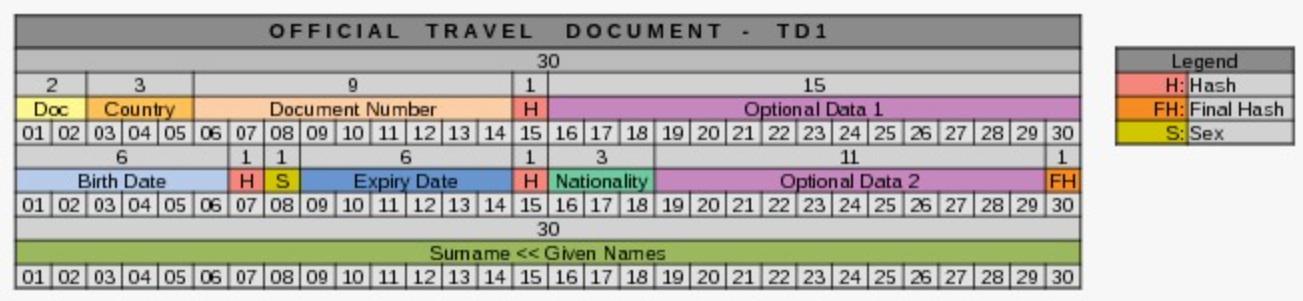 OFFICIAL TRAVEL DOCUMENT - TD1
30
2 3 9 1 15
Doc Country Document Number H Optional Data 1
01 02 03 04 05 06 07 08 09 10 11 12 13 14 15 16 17 18 19 20 21 22 23 24 25 26 27 28 29 30
6 1 1 6 1 3 11 1
Birth Date H S Expiry Date H Nationality Optional Data 2 FH
01 02 03 04 05 06 07 08 09 10 11 12 13 14 15 16 17 18 19 20 21 22 23 24 25 26 27 28 29 30
30
Surname << Given Names
01 02 03 04 05 06 07 08 09 10 11 12 13 14 15 16 17 18 19 20 21 22 23 24 25 26 27 28 29 30
Legend
H: Hash
FH: Final Hash
S: Sex